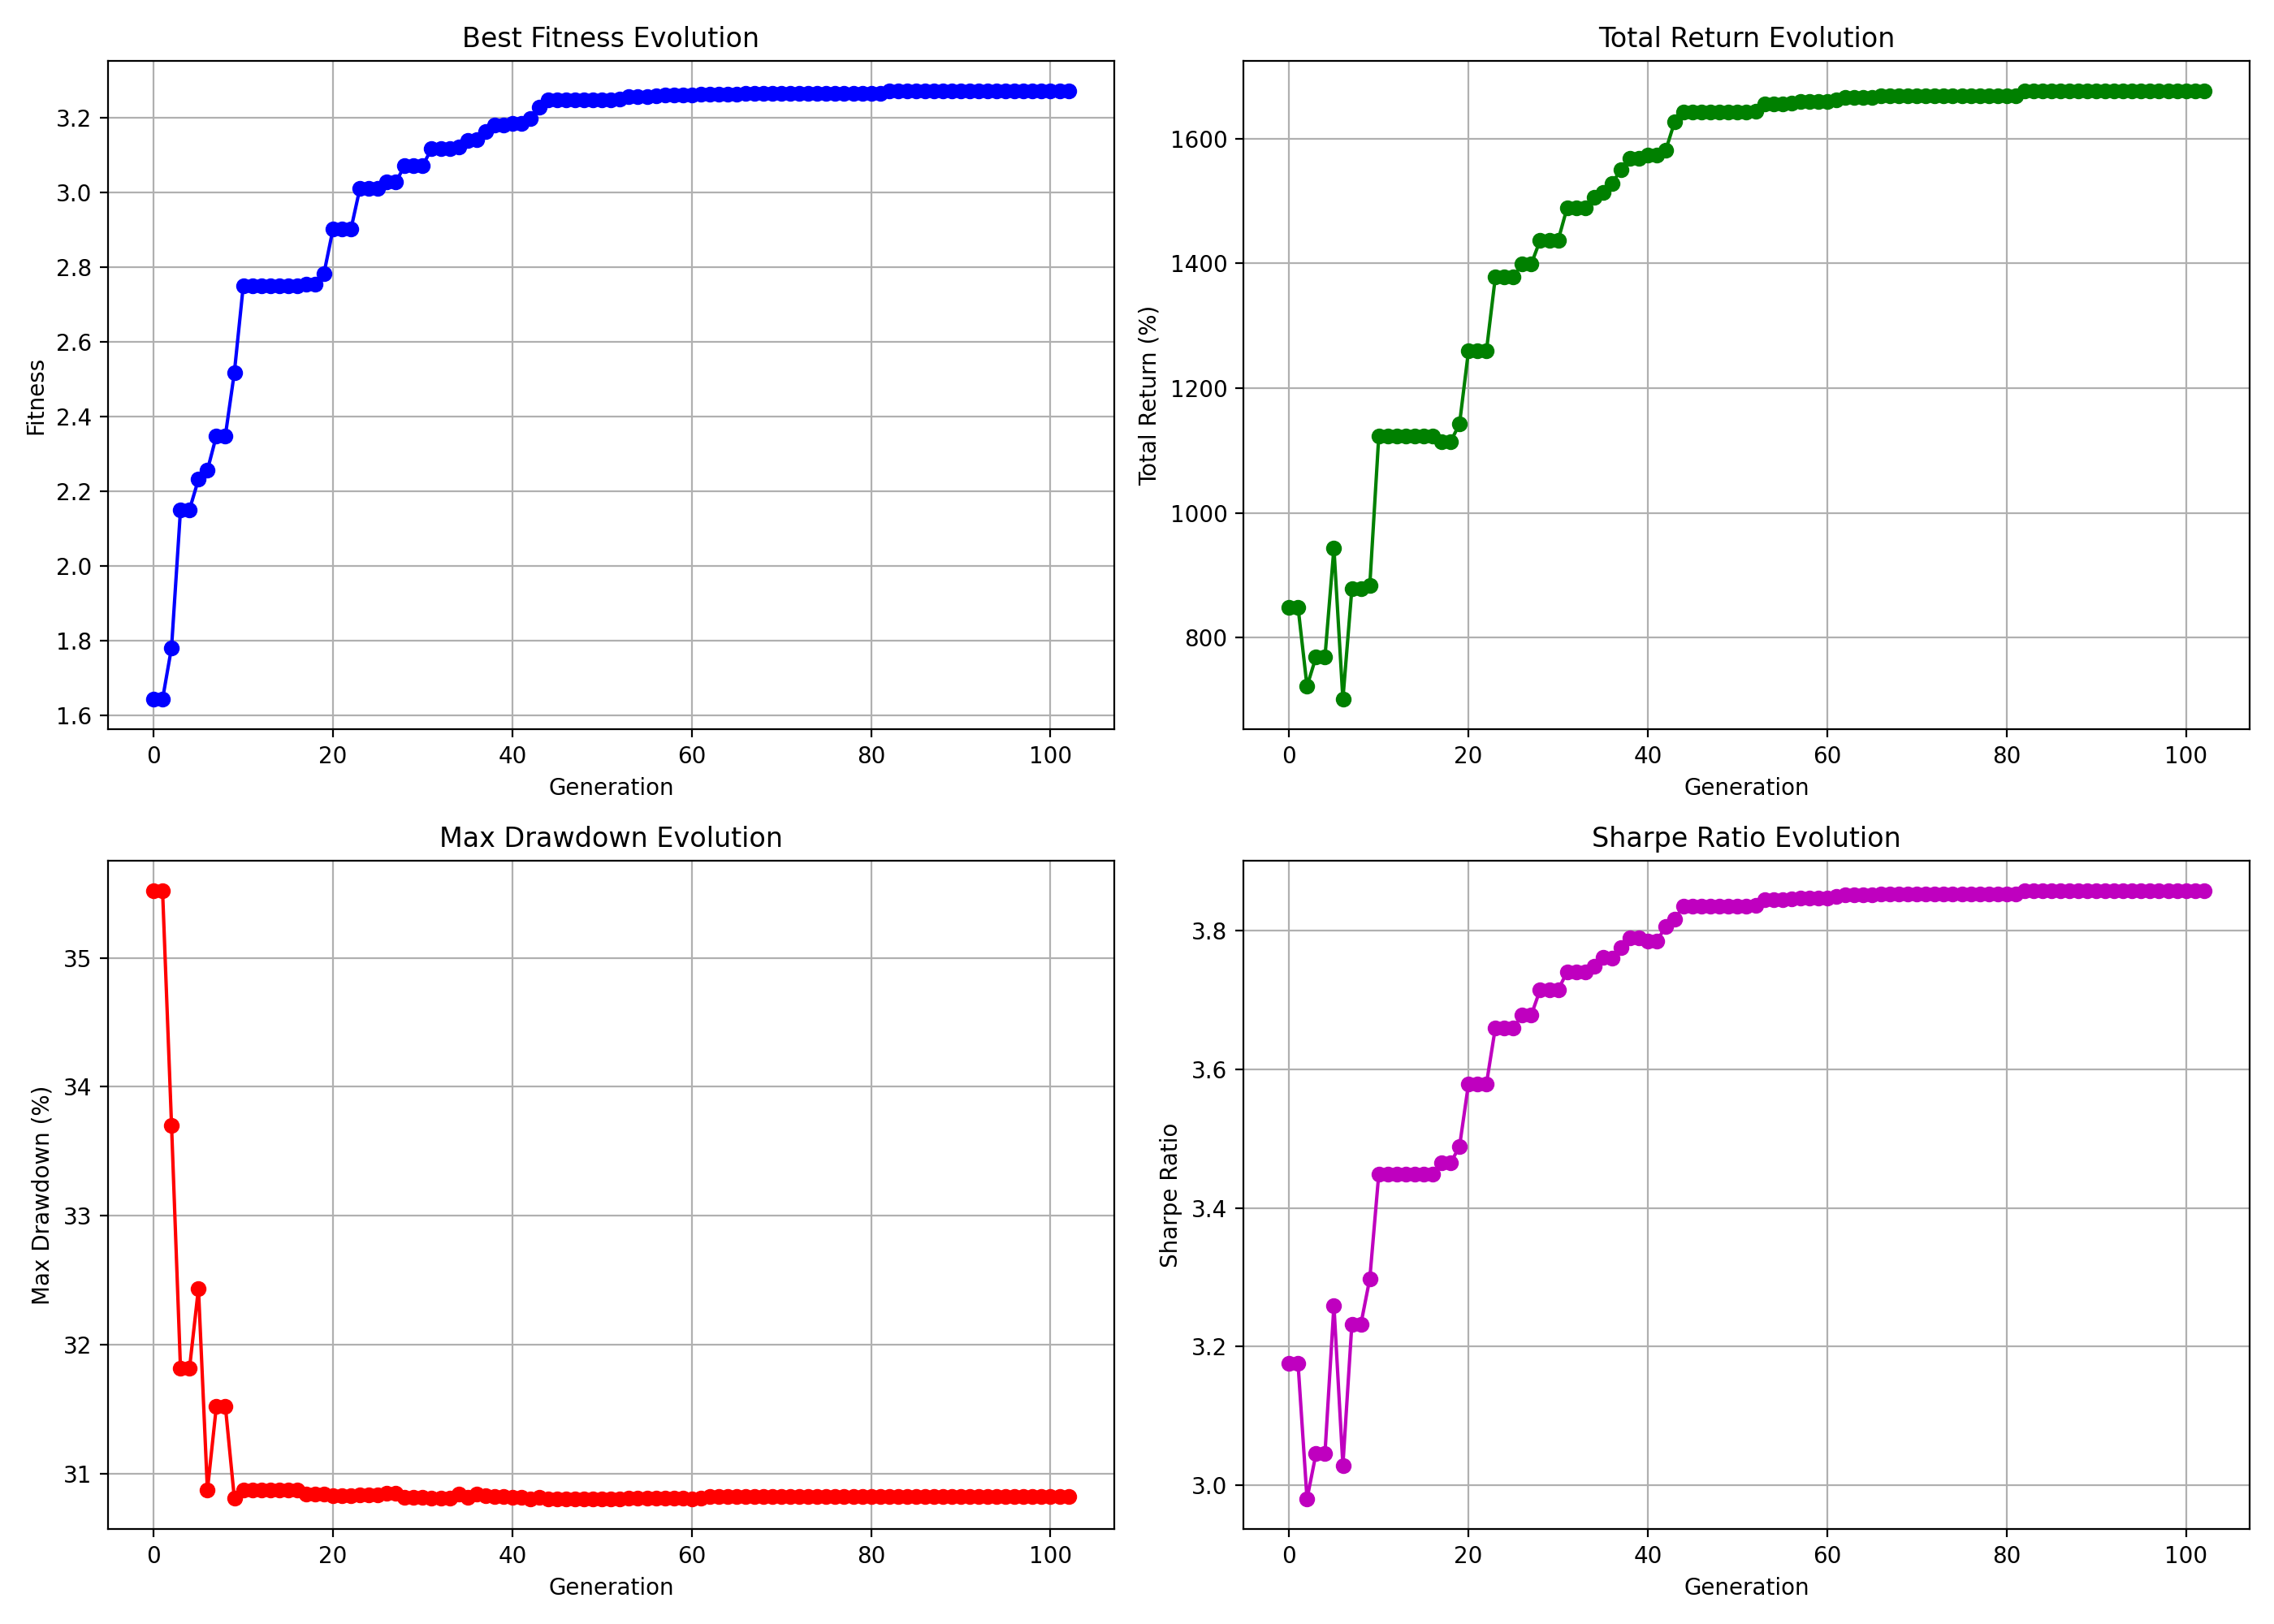 Best Fitness Evolution
Fitness
3.2
3.0
2.8
2.6
2.4
2.2
2.0
1.8
1.6
0 20 40 60 80 100
Generation
Total Return Evolution
Total Return (%)
1600
1400
1200
1000
800
0 20 40 60 80 100
Generation
Max Drawdown Evolution
Max Drawdown (%)
35
34
33
32
31
0 20 40 60 80 100
Generation
Sharpe Ratio Evolution
Sharpe Ratio
3.8
3.6
3.4
3.2
3.0
0 20 40 60 80 100
Generation